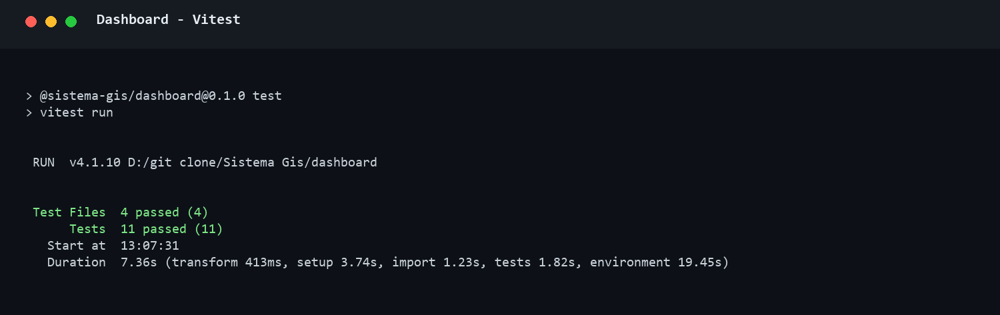 Dashboard - Vitest
> @sistema-gis/dashboard@0.1.0 test
> vitest run
RUN  v4.1.10 D:/git clone/Sistema Gis/dashboard
Test Files  4 passed (4)
Tests  11 passed (11)
Start at  13:07:31
Duration  7.36s (transform 413ms, setup 3.74s, import 1.23s, tests 1.82s, environment 19.45s)